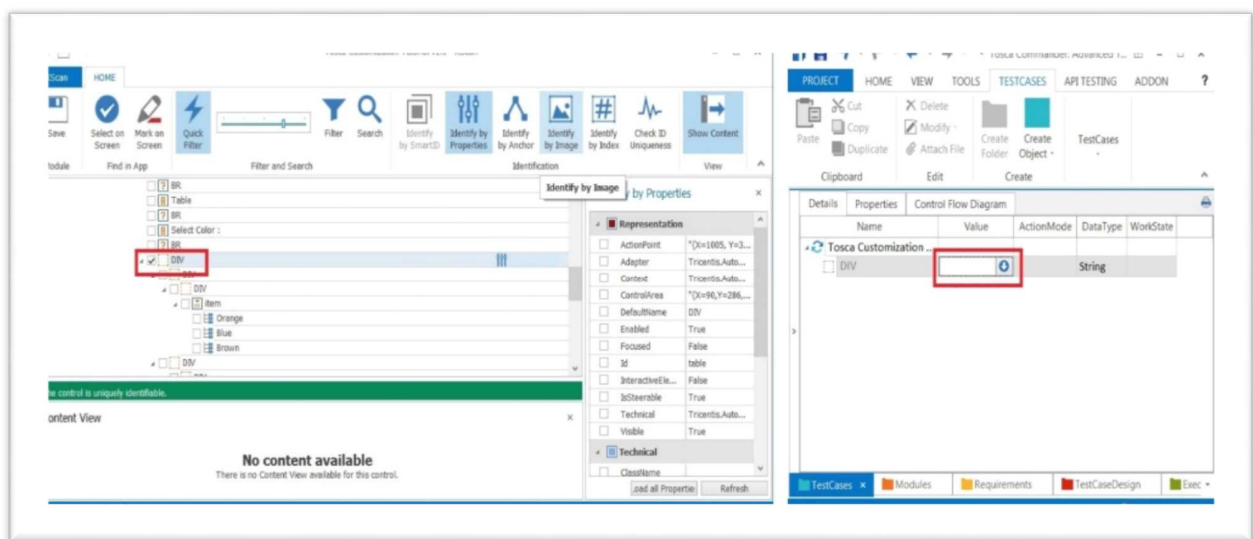 HOME
Save
Select on Screen
Mark on Screen
Quick Filter
Filter
Search
Identify by SmartID
Identify by Properties
Identify by Anchor
Identify by Image
Identify by Index
Check ID Uniqueness
Show Content
Find in App
Filter and Search
Identification
View
Identify by Image
by Properties
BR
Table
BR
Select Color :
BR
DIV
DIV
DIV
Item
Orange
Blue
Brown
DIV
control is uniquely identifiable.
View
No content available
There is no Content View available for this control.
Representation
ActionPoint "{X=1005, Y=3...
Adapter Tricentis.Auto...
Context Tricentis.Auto...
ControlArea "{X=90,Y=286,...
DefaultName DIV
Enabled True
Focused False
Id table
InteractiveEle... False
IsSteerable True
Technical Tricentis.Auto...
Visible True
Technical
ClassName
Refresh
Tosca Commander: Advanced T...
PROJECT HOME VIEW TOOLS TESTCASES API TESTING ADDON ?
Paste
Cut
Copy
Duplicate
Delete
Modify
Attach File
Create Folder
Create Object
TestCases
Clipboard Edit Create
Details Properties Control Flow Diagram
Name Value ActionMode DataType WorkState
Tosca Customization ...
DIV String
TestCases Modules Requirements TestCaseDesign Exec